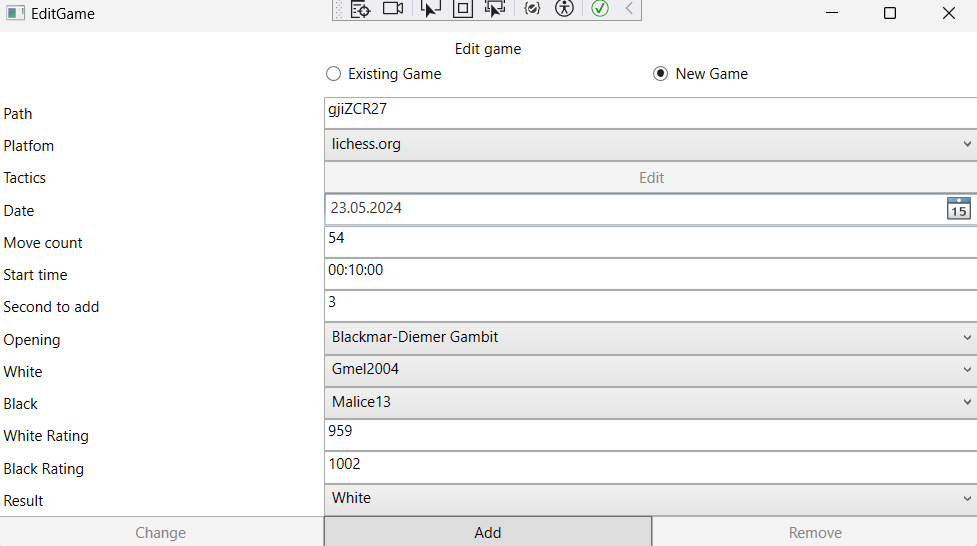 EditGame
Edit game
Existing Game
New Game
Path gjiZCR27
Platfom lichess.org
Tactics Edit
Date 23.05.2024 15
Move count 54
Start time 00:10:00
Second to add 3
Opening Blackmar-Diemer Gambit
White Gmel2004
Black Malice13
White Rating 959
Black Rating 1002
Result White
Change Add Remove